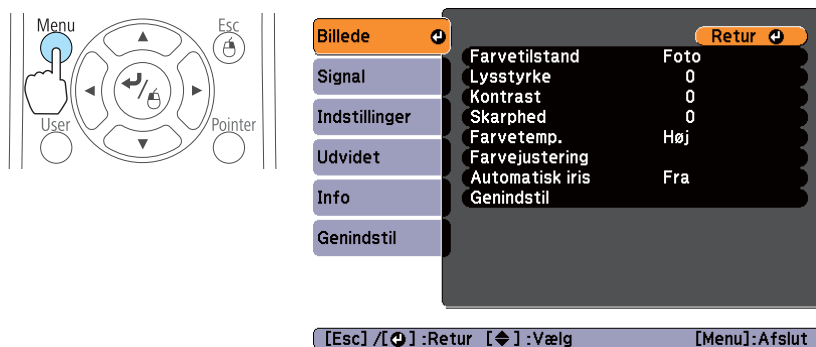 Menu
Esc
User
Pointer
Billede
Signal
Indstillinger
Udvidet
Info
Genindstil
Retur
Farvetilstand Foto
Lysstyrke 0
Kontrast 0
Skarphed 0
Farvetemp. Høj
Farvejustering
Automatisk iris Fra
Genindstil
[Esc] /[ ] :Retur [ ] :Vælg [Menu]:Afslut